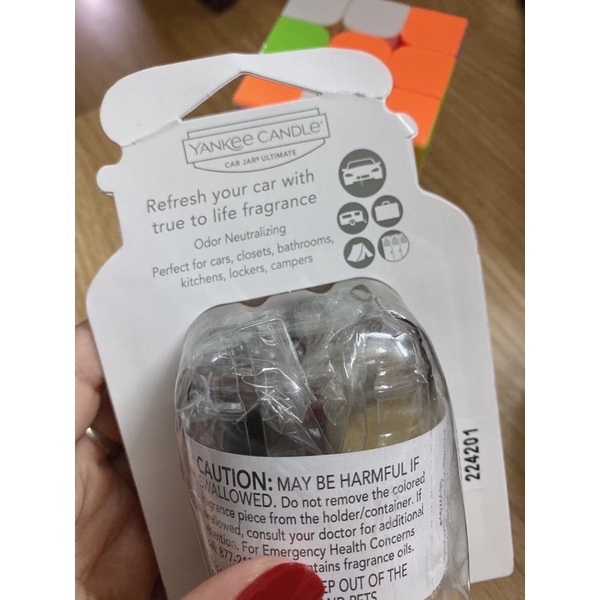 YANKEE CANDLE®
CAR JAR® ULTIMATE
Refresh your car with
true to life fragrance
Odor Neutralizing
Perfect for cars, closets, bathrooms,
kitchens, lockers, campers
224201
CAUTION: MAY BE HARMFUL IF
SWALLOWED. Do not remove the colored
fragrance piece from the holder/container. If
swallowed, consult your doctor for additional
attention. For Emergency Health Concerns
contains fragrance oils.
KEEP OUT OF THE
AND PETS.